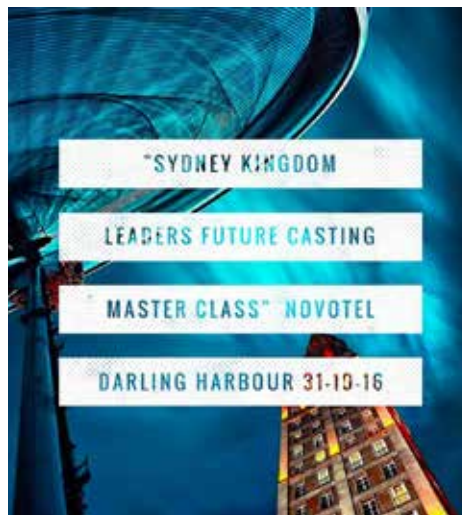 "SYDNEY KINGDOM
LEADERS FUTURE CASTING
MASTER CLASS" NOVOTEL
DARLING HARBOUR 31-10-16